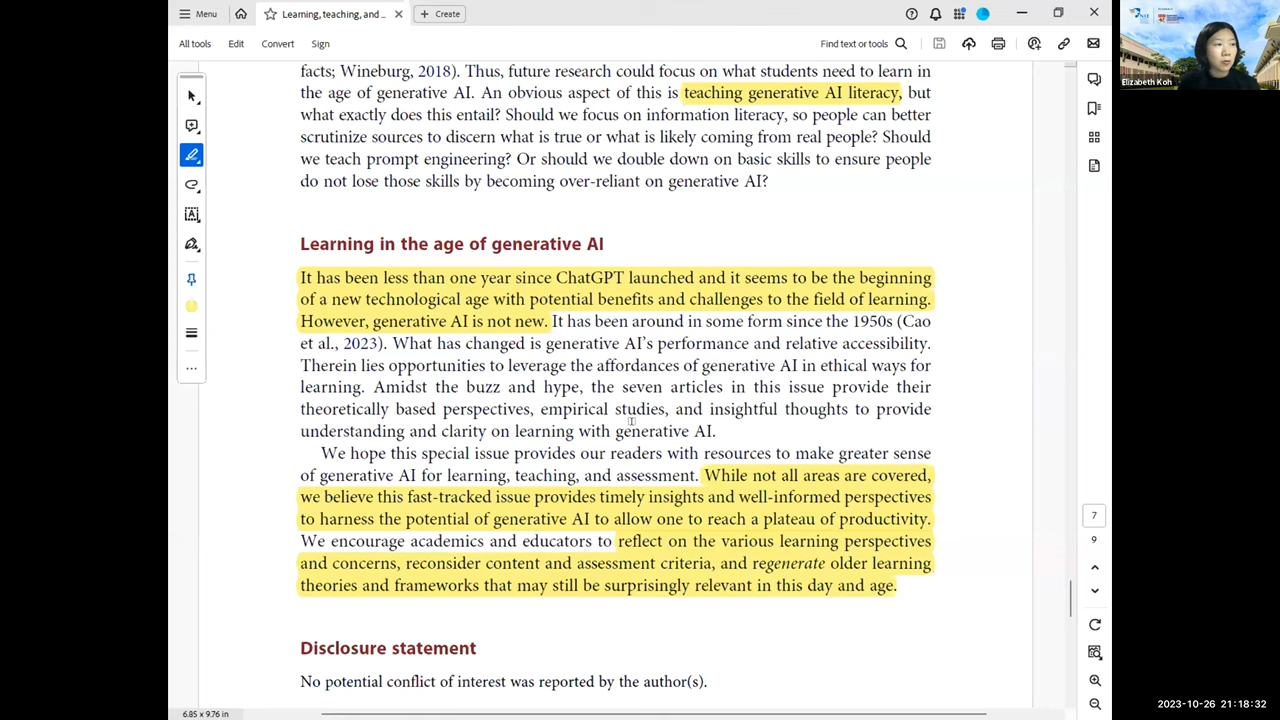 Menu
Learning, teaching, and ...
Create
All tools
Edit
Convert
Sign
Find text or tools
facts; Wineburg, 2018). Thus, future research could focus on what students need to learn in
the age of generative AI. An obvious aspect of this is teaching generative AI literacy, but
what exactly does this entail? Should we focus on information literacy, so people can better
scrutinize sources to discern what is true or what is likely coming from real people? Should
we teach prompt engineering? Or should we double down on basic skills to ensure people
do not lose those skills by becoming over-reliant on generative AI?
Learning in the age of generative AI
It has been less than one year since ChatGPT launched and it seems to be the beginning
of a new technological age with potential benefits and challenges to the field of learning.
However, generative AI is not new. It has been around in some form since the 1950s (Cao
et al., 2023). What has changed is generative AI's performance and relative accessibility.
Therein lies opportunities to leverage the affordances of generative AI in ethical ways for
learning. Amidst the buzz and hype, the seven articles in this issue provide their
theoretically based perspectives, empirical studies, and insightful thoughts to provide
understanding and clarity on learning with generative AI.
We hope this special issue provides our readers with resources to make greater sense
of generative AI for learning, teaching, and assessment. While not all areas are covered,
we believe this fast-tracked issue provides timely insights and well-informed perspectives
to harness the potential of generative AI to allow one to reach a plateau of productivity.
We encourage academics and educators to reflect on the various learning perspectives
and concerns, reconsider content and assessment criteria, and regenerate older learning
theories and frameworks that may still be surprisingly relevant in this day and age.
Disclosure statement
No potential conflict of interest was reported by the author(s).
6.85 x 9.76 in
7
9
Elizabeth Koh
2023-10-26 21:18:32